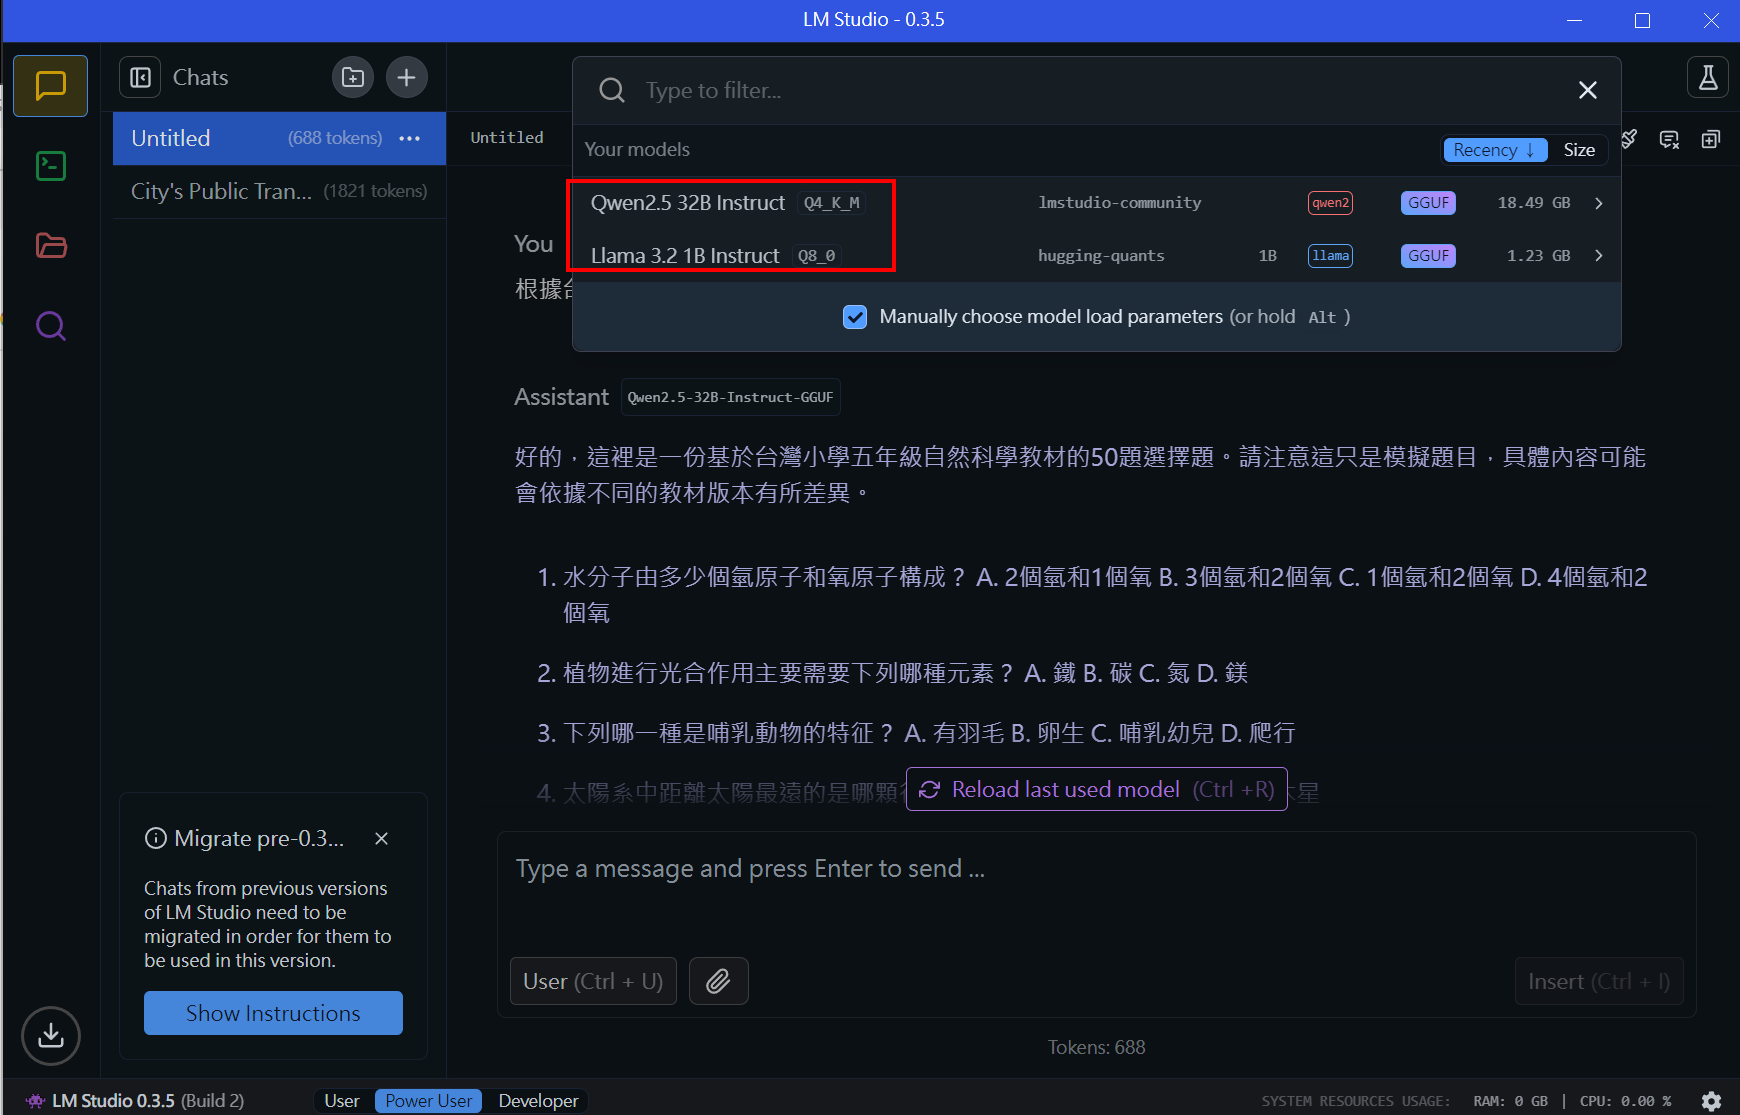 LM Studio - 0.3.5
Chats
Type to filter...
Untitled (688 tokens)
City's Public Tran... (1821 tokens)
Untitled
Your models
Recency ↓ Size
Qwen2.5 32B Instruct Q4_K_M lmstudio-community qwen2 GGUF 18.49 GB
Llama 3.2 1B Instruct Q8_0 hugging-quants 1B llama GGUF 1.23 GB
Manually choose model load parameters (or hold Alt )
You
根據
Assistant Qwen2.5-32B-Instruct-GGUF
好的，這裡是一份基於台灣小學五年級自然科學教材的50題選擇題。請注意這只是模擬題目，具體內容可能
會依據不同的教材版本有所差異。
1. 水分子由多少個氫原子和氧原子構成？ A. 2個氫和1個氧 B. 3個氫和2個氧 C. 1個氫和2個氧 D. 4個氫和2
個氧
2. 植物進行光合作用主要需要下列哪種元素？ A. 鐵 B. 碳 C. 氮 D. 鎂
3. 下列哪一種是哺乳動物的特征？ A. 有羽毛 B. 卵生 C. 哺乳幼兒 D. 爬行
4. 太陽系中距離太陽最遠的是哪顆
星
Reload last used model (Ctrl +R)
Migrate pre-0.3...
Chats from previous versions
of LM Studio need to be
migrated in order for them to
be used in this version.
Show Instructions
Type a message and press Enter to send ...
User (Ctrl + U)
Insert (Ctrl + I)
Tokens: 688
LM Studio 0.3.5 (Build 2)
User Power User Developer
SYSTEM RESOURCES USAGE: RAM: 0 GB | CPU: 0.00 %